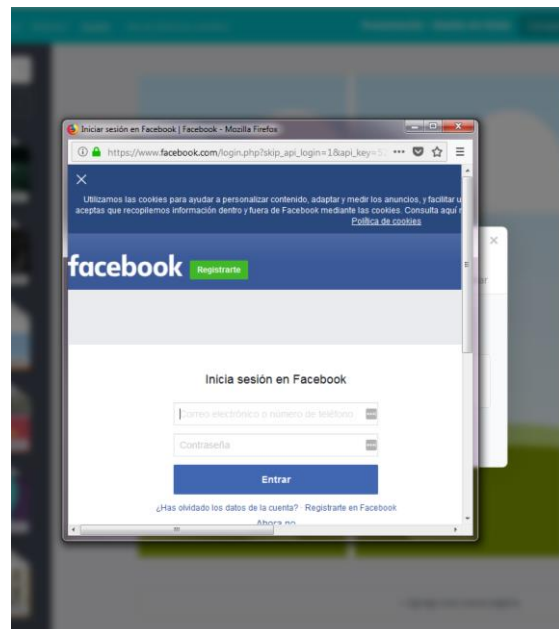 Iniciar sesión en Facebook | Facebook - Mozilla Firefox
https://www.facebook.com/login.php?skip_api_login=1&api_key=5
Utilizamos las cookies para ayudar a personalizar contenido, adaptar y medir los anuncios, y facilitar u
aceptas que recopilemos información dentro y fuera de Facebook mediante las cookies. Consulta aquí
Política de cookies
facebook Registrarte
Inicia sesión en Facebook
Correo electrónico o número de teléfono
Contraseña
Entrar
¿Has olvidado los datos de la cuenta? · Registrarte en Facebook
Ahora no